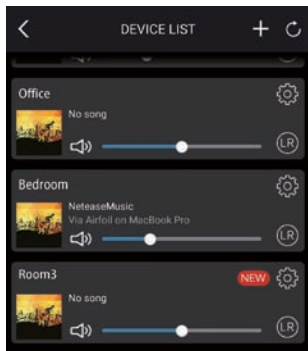 DEVICE LIST
Office
No song
LR
Bedroom
NeteaseMusic
Via Airfoil on MacBook Pro
LR
Room3
NEW
No song
LR